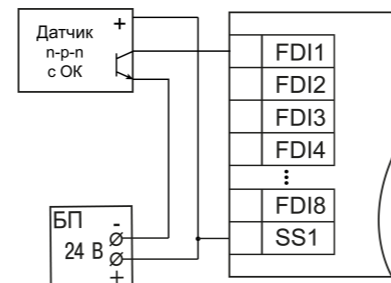 Датчик
n-p-n
с ОК
+
FDI1
FDI2
FDI3
FDI4
⋮
FDI8
SS1
БП
-
24 В
+